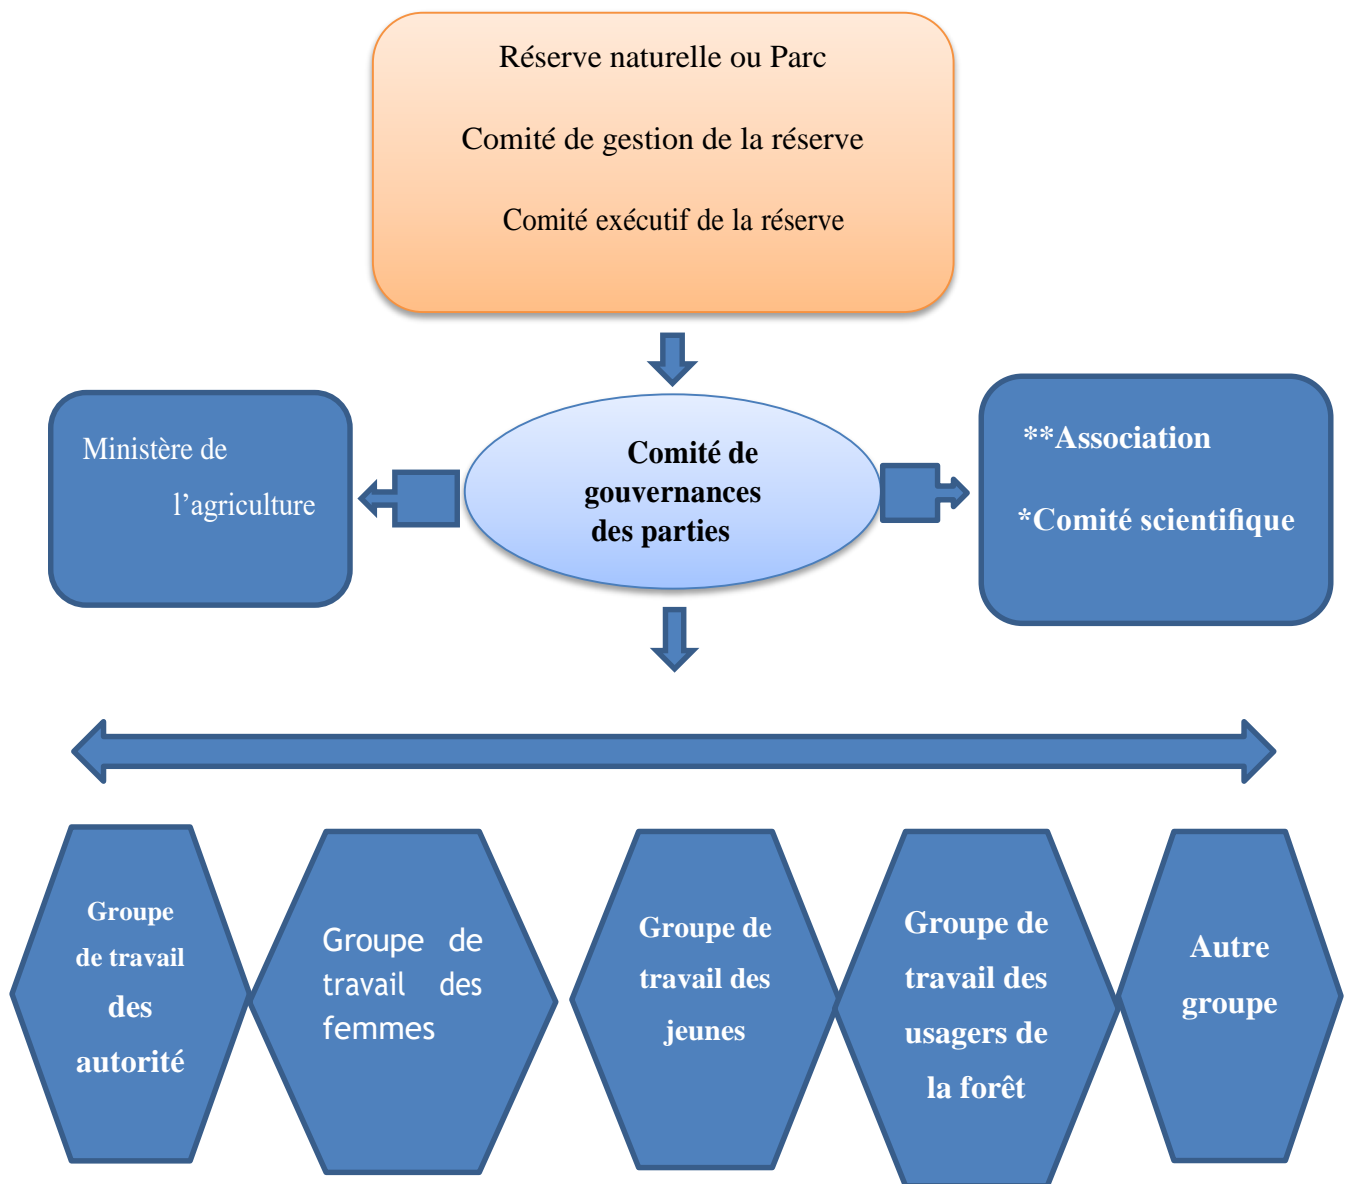 Réserve naturelle ou Parc
Comité de gestion de la réserve
Comité exécutif de la réserve
Ministère de
l’agriculture
Comité de
gouvernances
des parties
**Association
*Comité scientifique
Groupe
de travail
des
autorité
Groupe de
travail des
femmes
Groupe de
travail des
jeunes
Groupe de
travail des
usagers de
la forêt
Autre
groupe